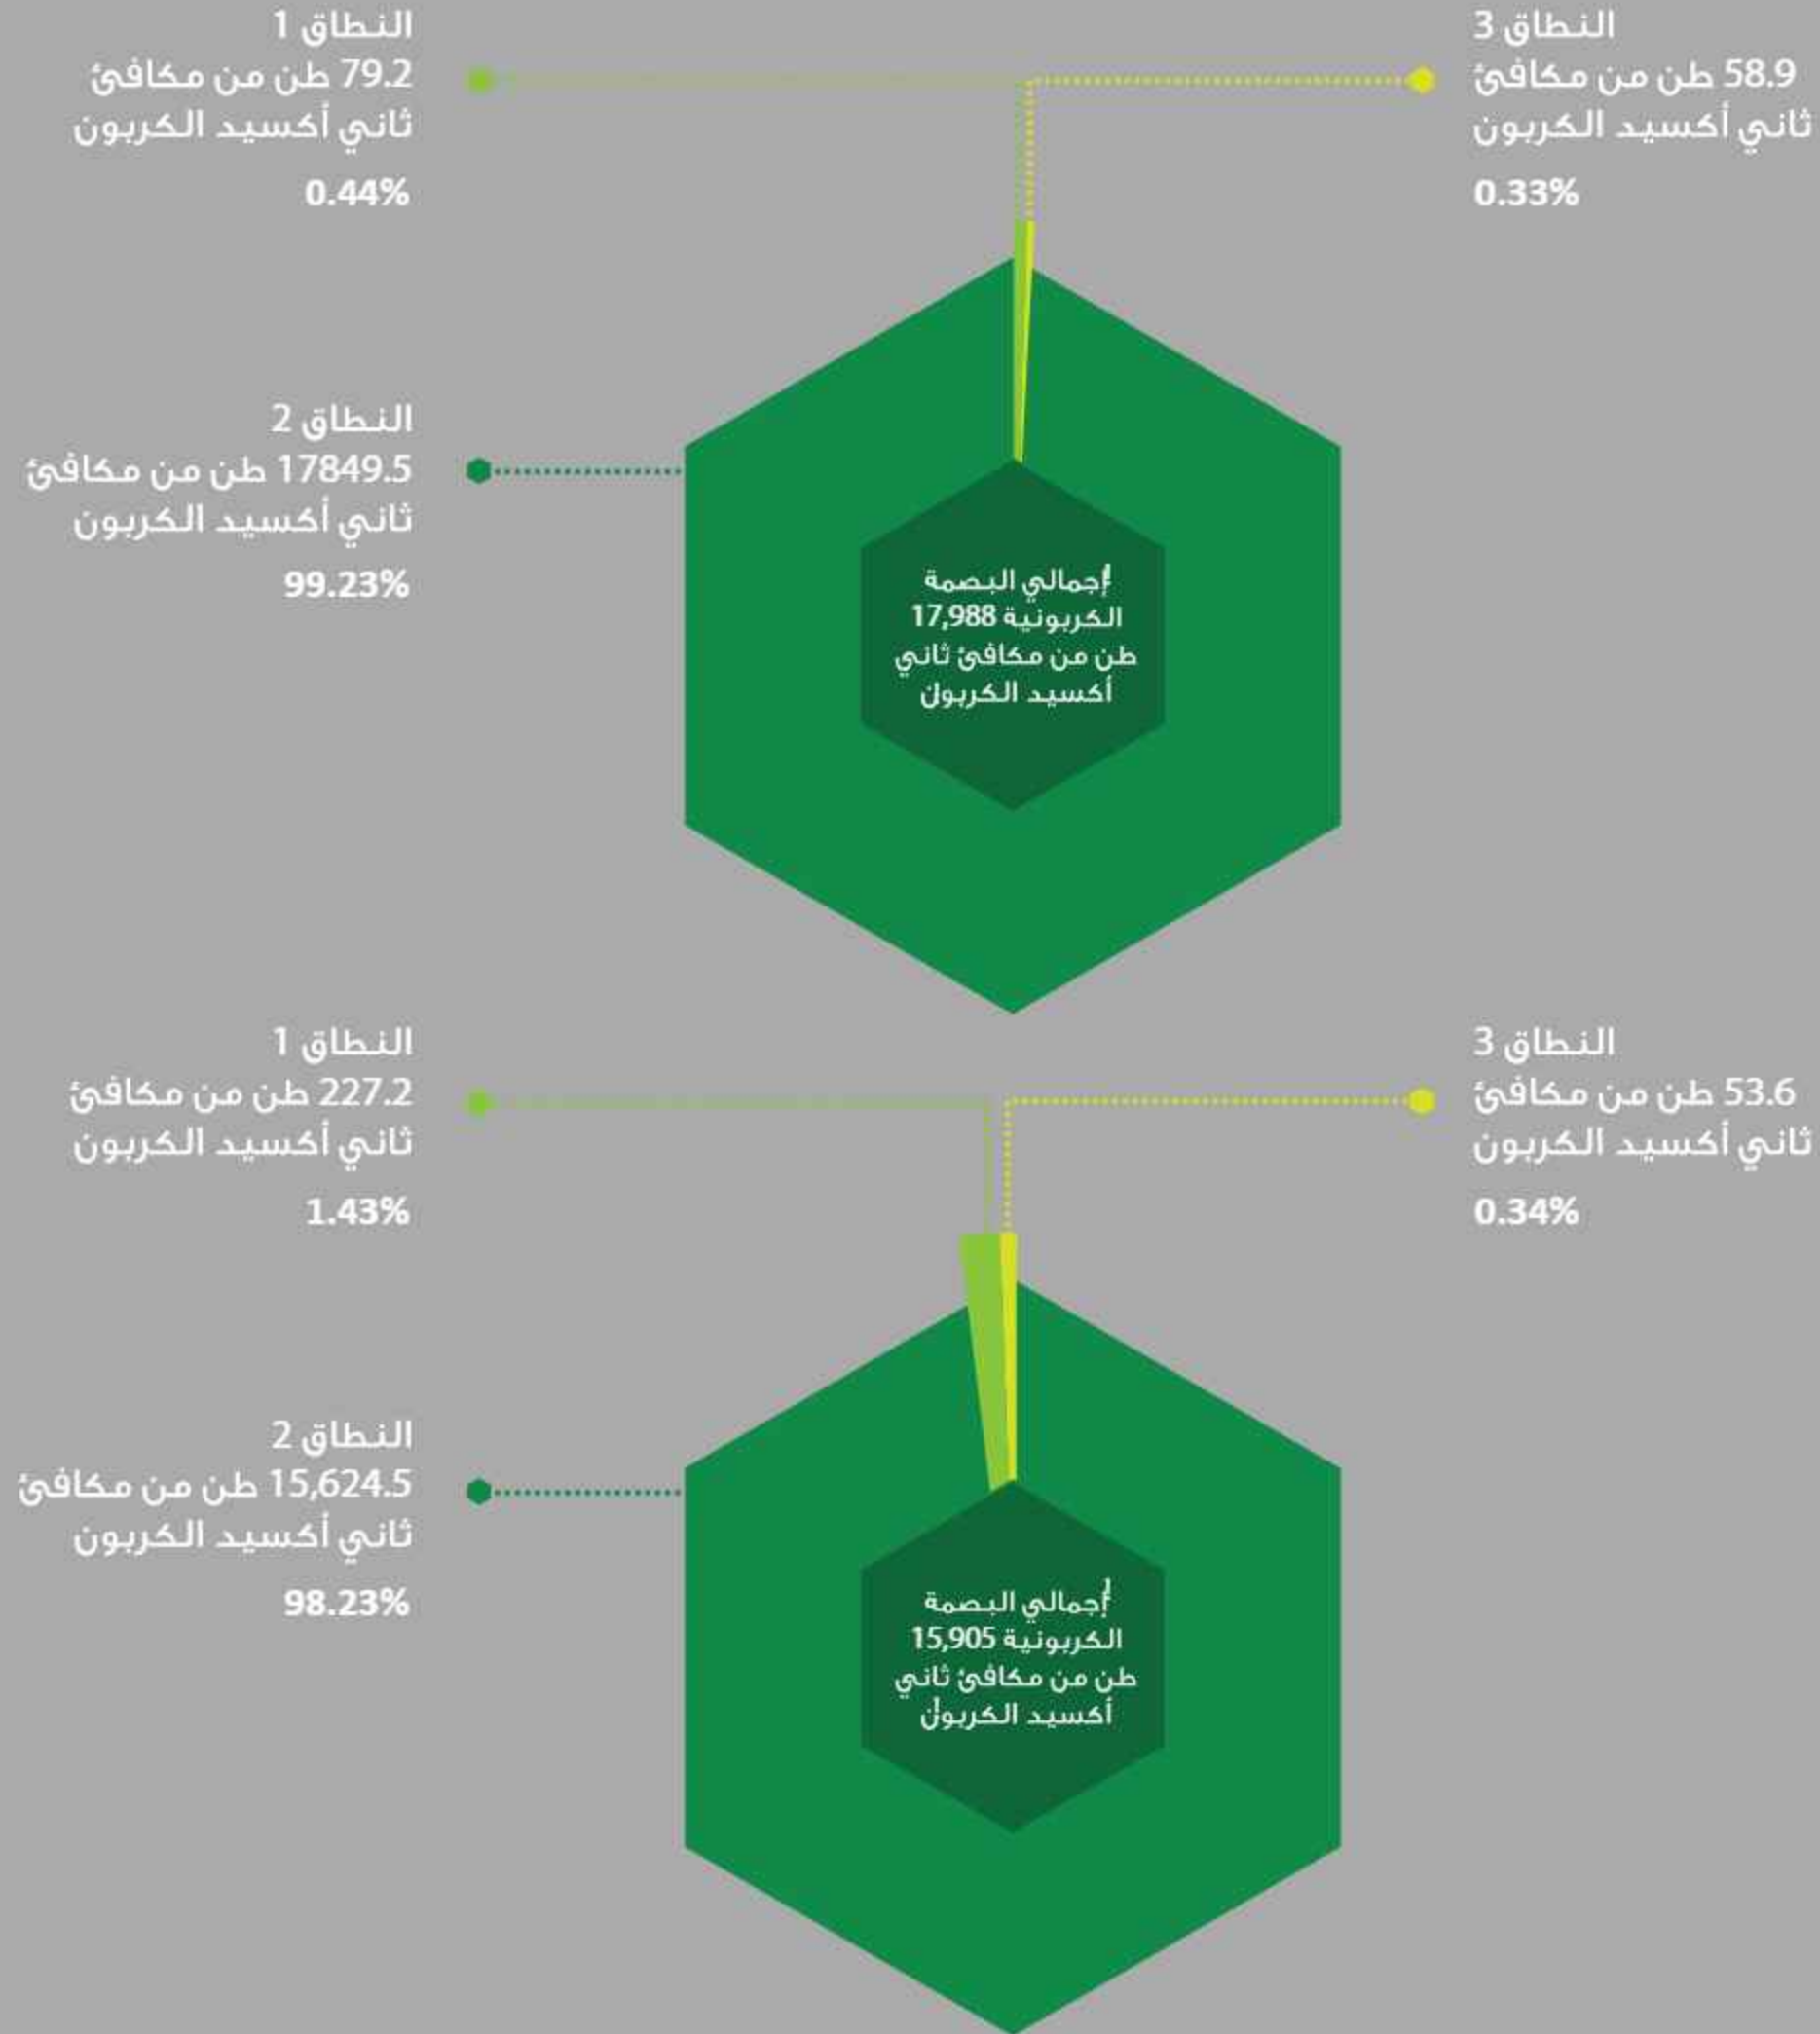 النطاق 1
79.2 طن من مكافئ
ثاني أكسيد الكربون
0.44%
النطاق 3
58.9 طن من مكافئ
ثاني أكسيد الكربون
0.33%
النطاق 2
17849.5 طن من مكافئ
ثاني أكسيد الكربون
99.23%
إجمالي البصمة
الكربونية 17,988
طن من مكافئ ثاني
أكسيد الكربون
النطاق 1
227.2 طن من مكافئ
ثاني أكسيد الكربون
1.43%
النطاق 3
53.6 طن من مكافئ
ثاني أكسيد الكربون
0.34%
النطاق 2
15,624.5 طن من مكافئ
ثاني أكسيد الكربون
98.23%
إجمالي البصمة
الكربونية 15,905
طن من مكافئ ثاني
أكسيد الكربون